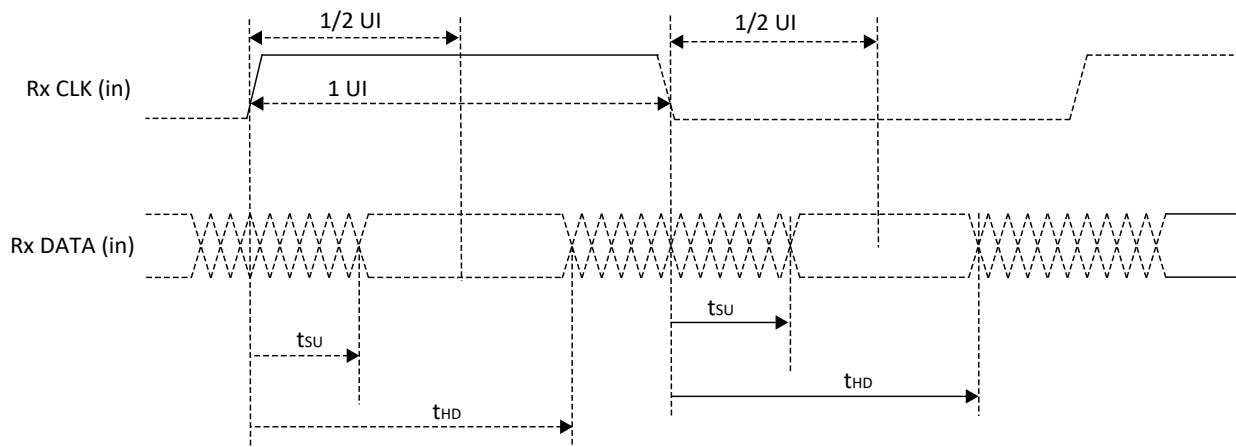 1/2 UI
1/2 UI
Rx CLK (in)
1 UI
Rx DATA (in)
tSU
tSU
tHD
tHD